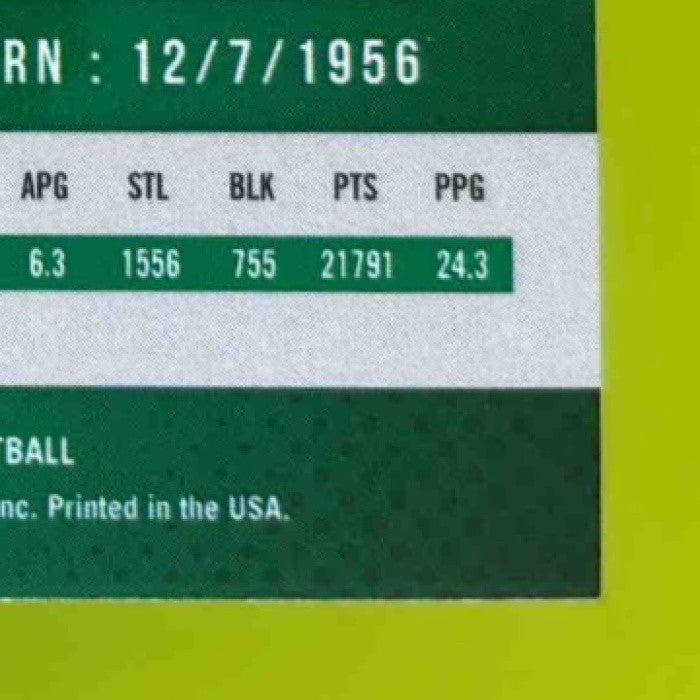 RN : 12/7/1956
APG STL BLK PTS PPG
6.3 1556 755 21791 24.3
TBALL
nc. Printed in the USA.